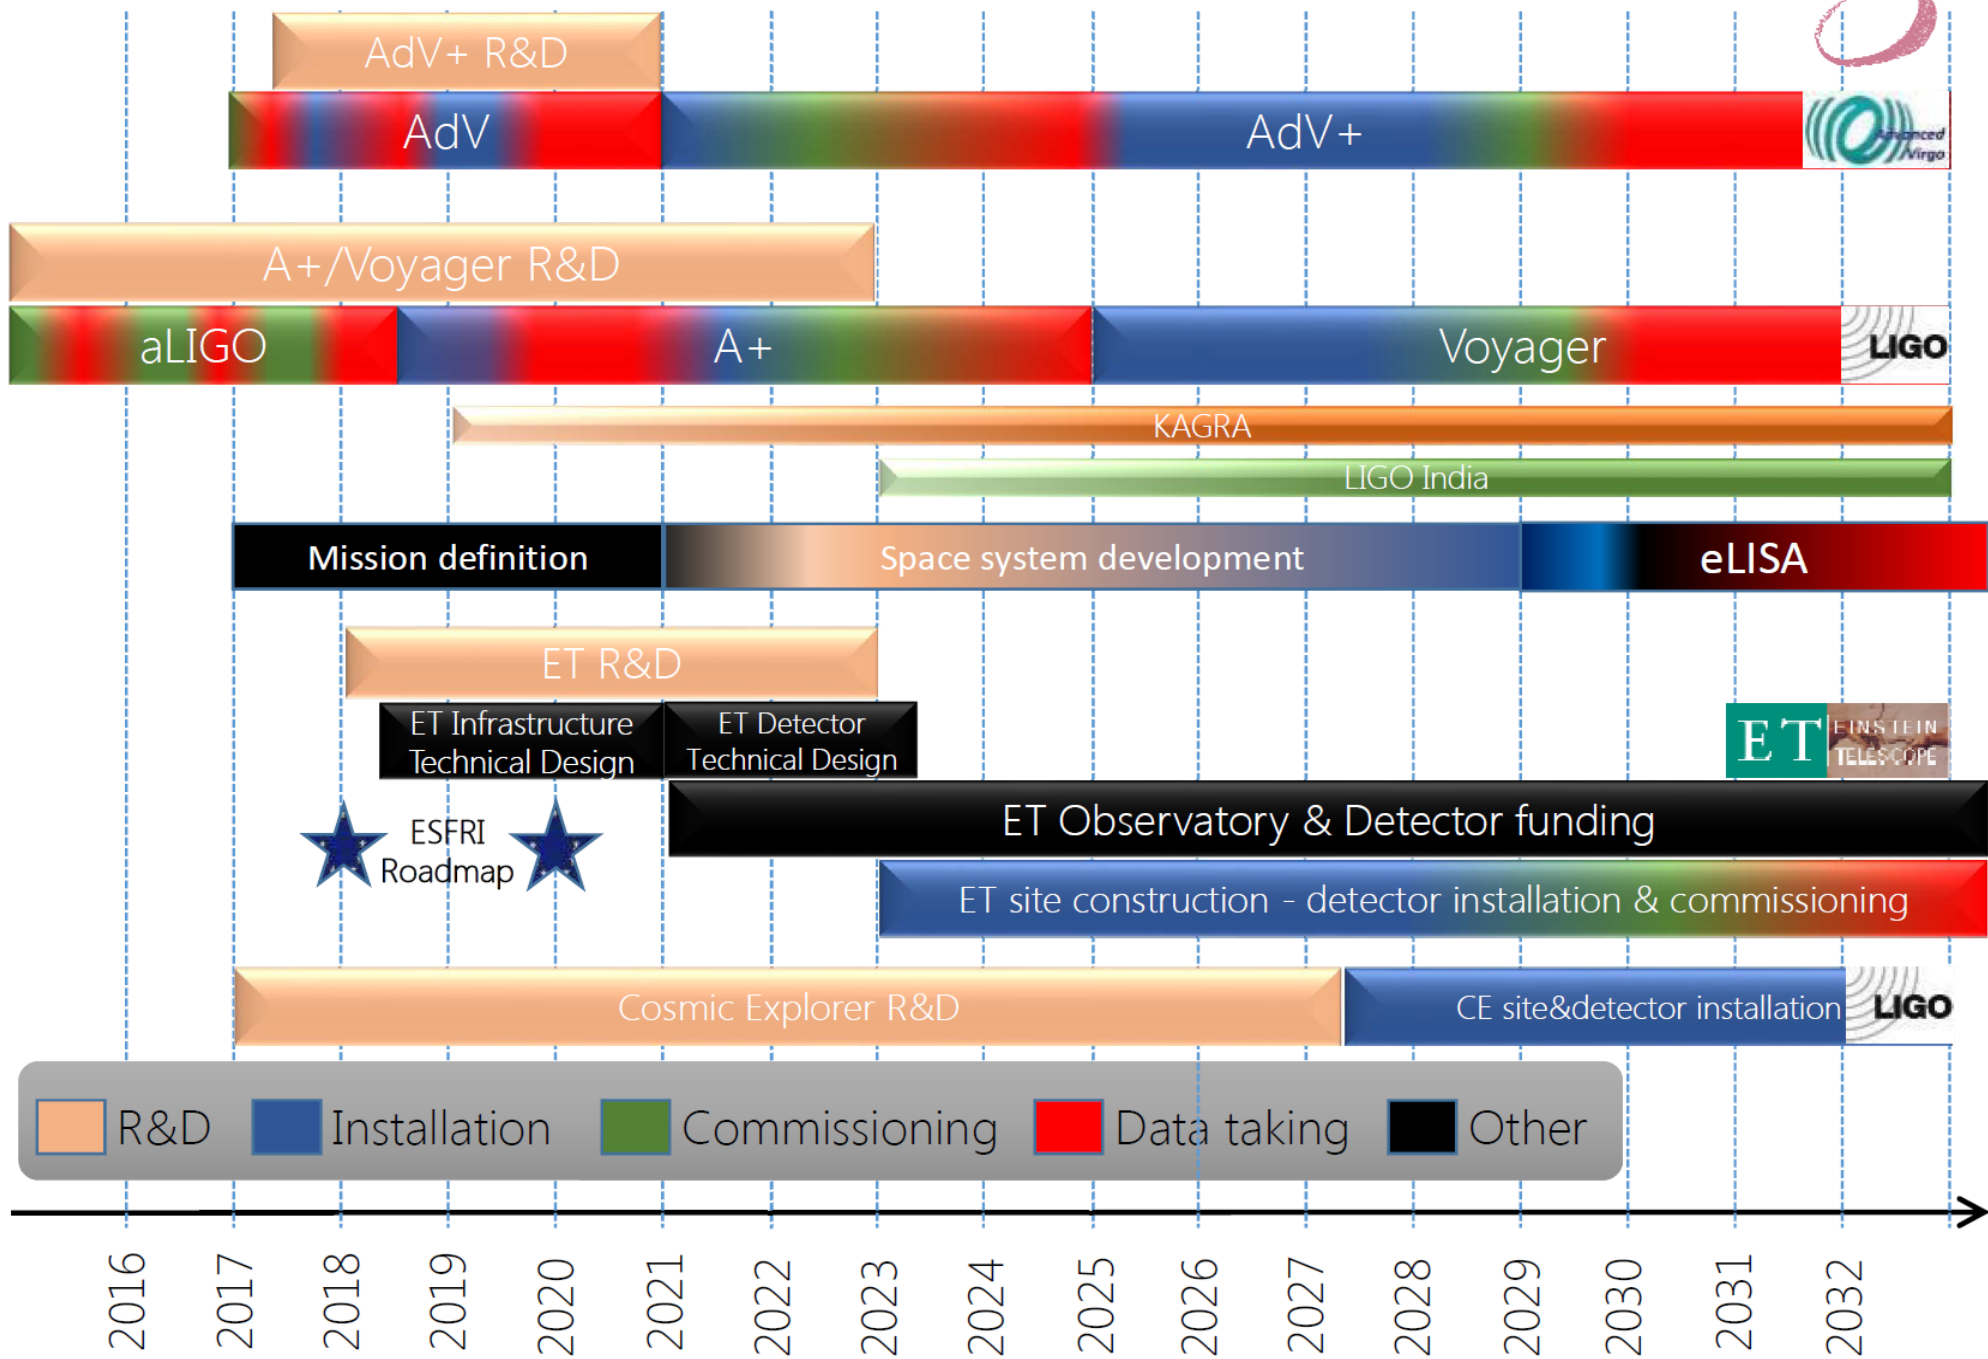 AdV+ R&D
AdV
AdV+
Advanced
Virgo
A+/Voyager R&D
aLIGO
A+
Voyager
LIGO
KAGRA
LIGO India
Mission definition
Space system development
eLISA
ET R&D
ET Infrastructure
Technical Design
ET Detector
Technical Design
ET
EINSTEIN
TELESCOPE
ET Observatory & Detector funding
ESFRI
Roadmap
ET site construction - detector installation & commissioning
Cosmic Explorer R&D
CE site&detector installation
LIGO
R&D
Installation
Commissioning
Data taking
Other
2016
2017
2018
2019
2020
2021
2022
2023
2024
2025
2026
2027
2028
2029
2030
2031
2032